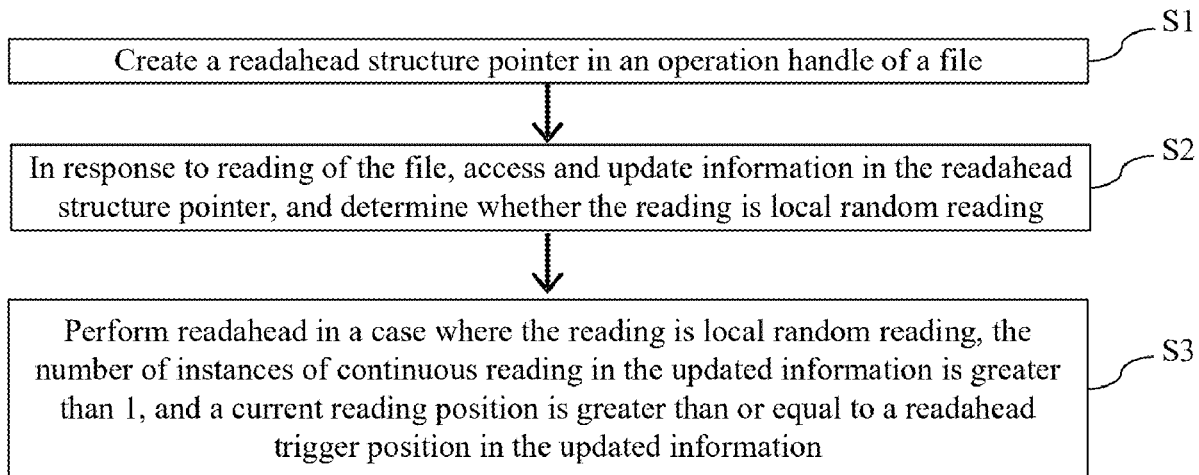 S1
Create a readahead structure pointer in an operation handle of a file
S2
In response to reading of the file, access and update information in the readahead
structure pointer, and determine whether the reading is local random reading
S3
Perform readahead in a case where the reading is local random reading, the
number of instances of continuous reading in the updated information is greater
than 1, and a current reading position is greater than or equal to a readahead
trigger position in the updated information